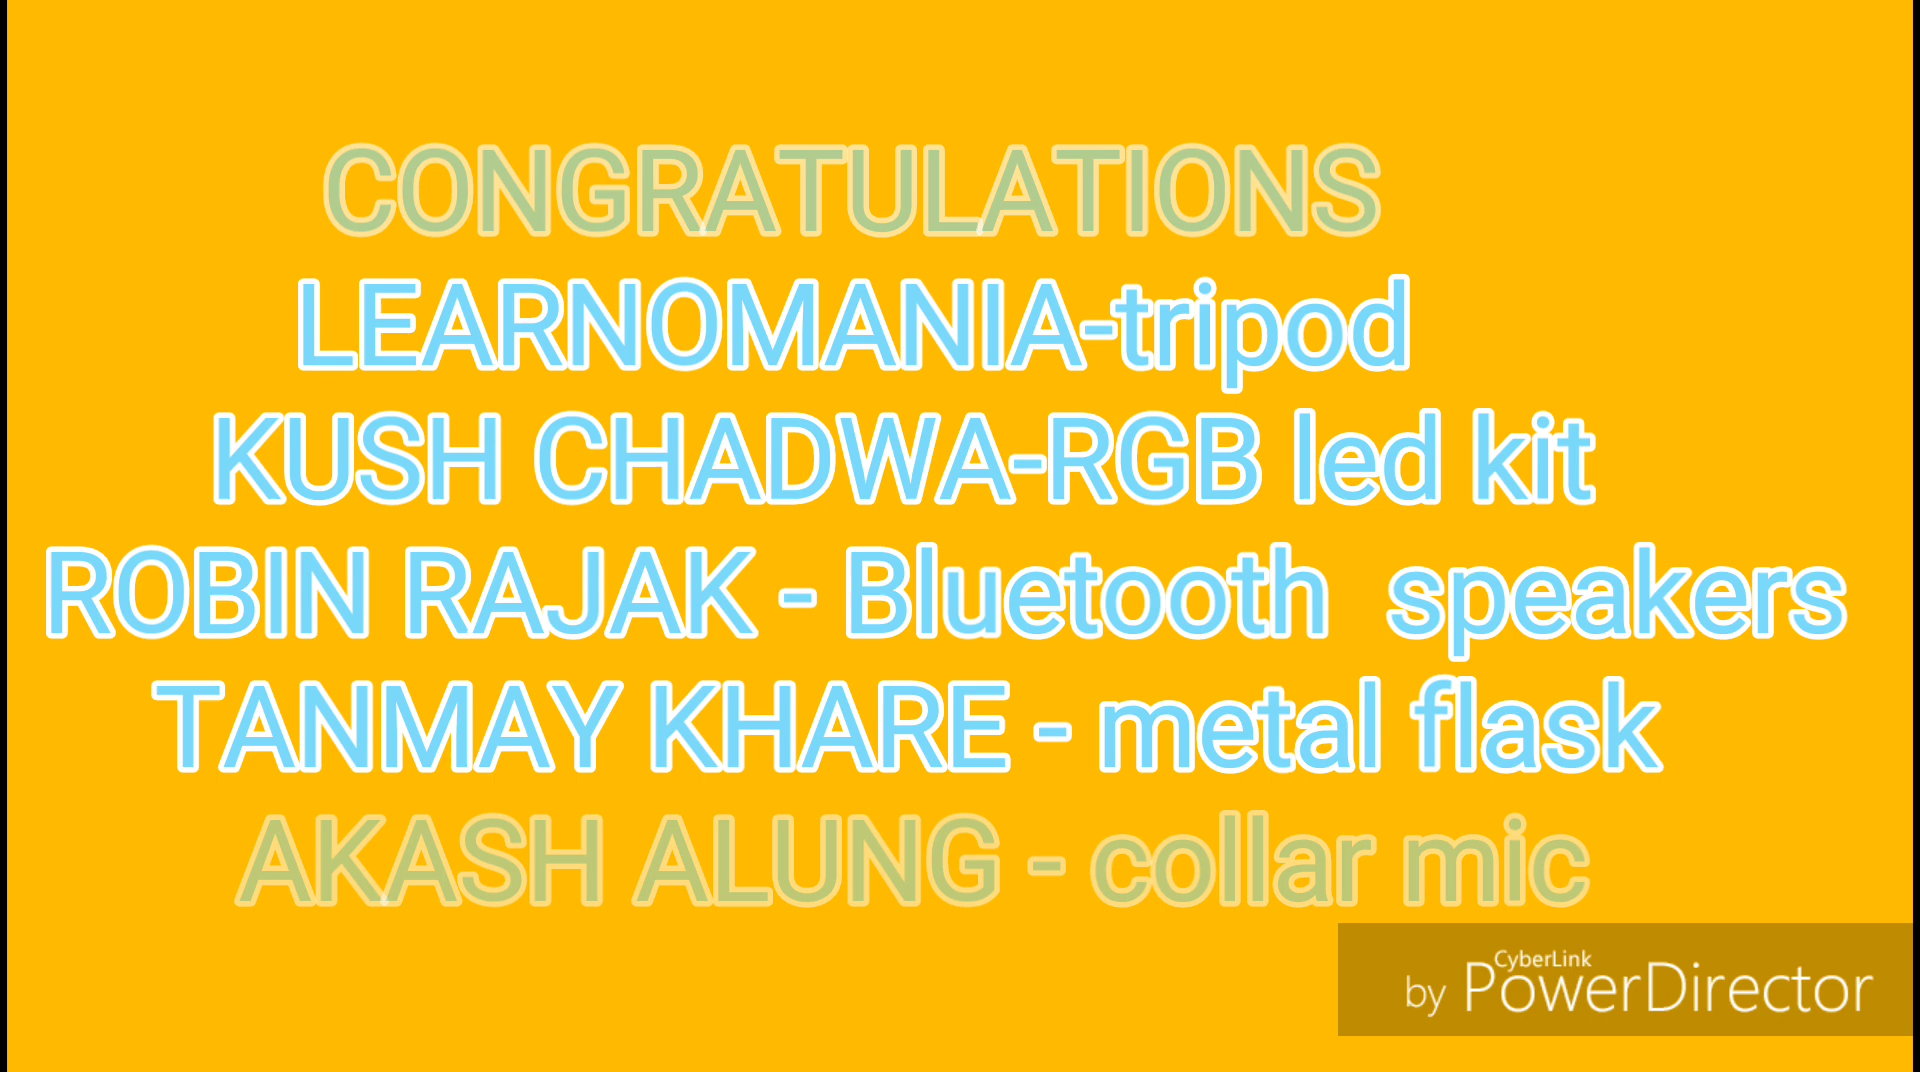 CONGRATULATIONS
LEARNOMANIA-tripod
KUSH CHADWA-RGB led kit
ROBIN RAJAK - Bluetooth  speakers
TANMAY KHARE - metal flask
AKASH ALUNG - collar mic
by CyberLink PowerDirector